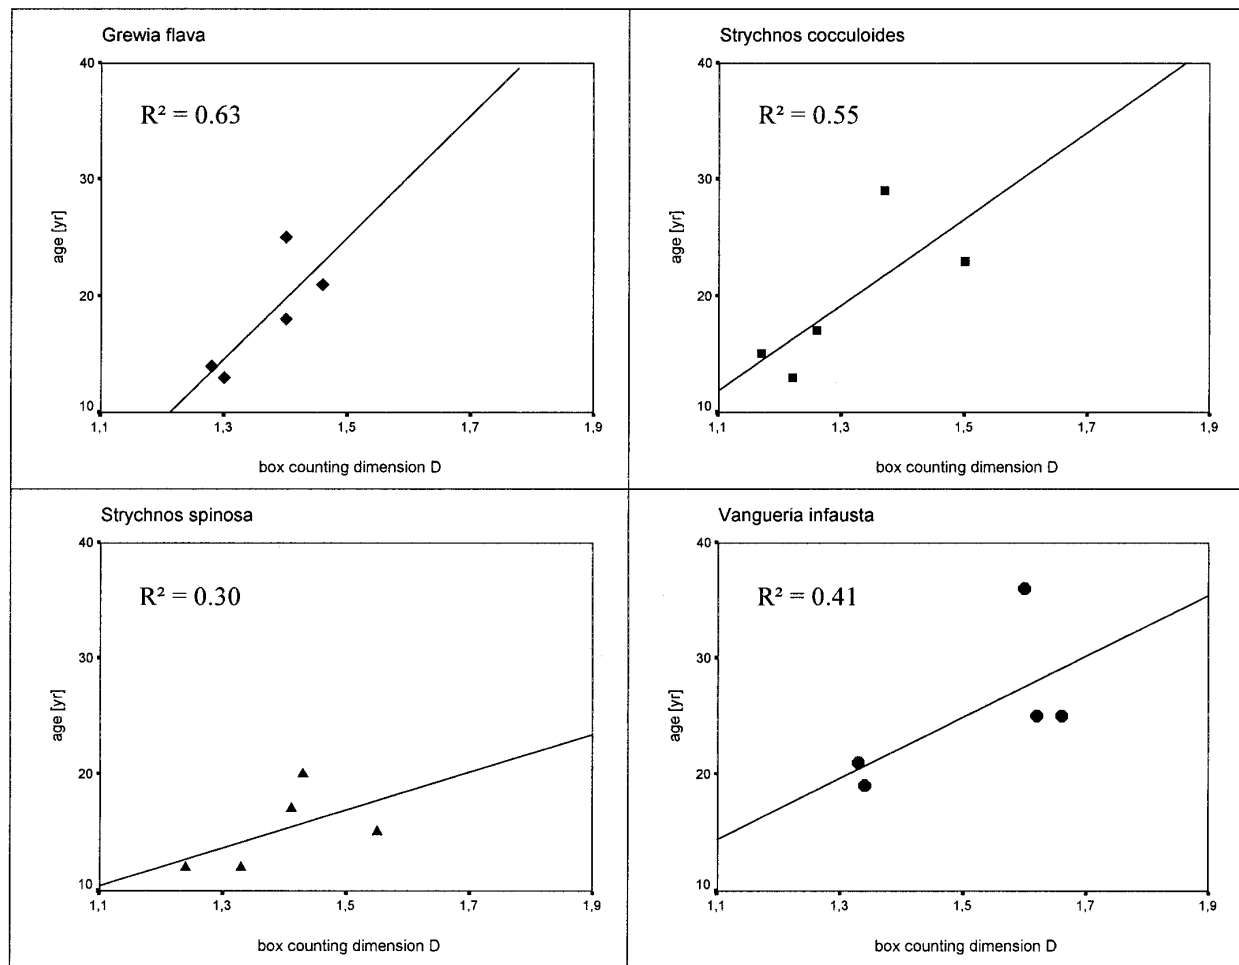 Grewia flava
R² = 0.63
40
30
20
10
age [yr]
1,1 1,3 1,5 1,7 1,9
box counting dimension D
Strychnos cocculoides
R² = 0.55
40
30
20
10
age [yr]
1,1 1,3 1,5 1,7 1,9
box counting dimension D
Strychnos spinosa
R² = 0.30
40
30
20
10
age [yr]
1,1 1,3 1,5 1,7 1,9
box counting dimension D
Vangueria infausta
R² = 0.41
40
30
20
10
age [yr]
1,1 1,3 1,5 1,7 1,9
box counting dimension D